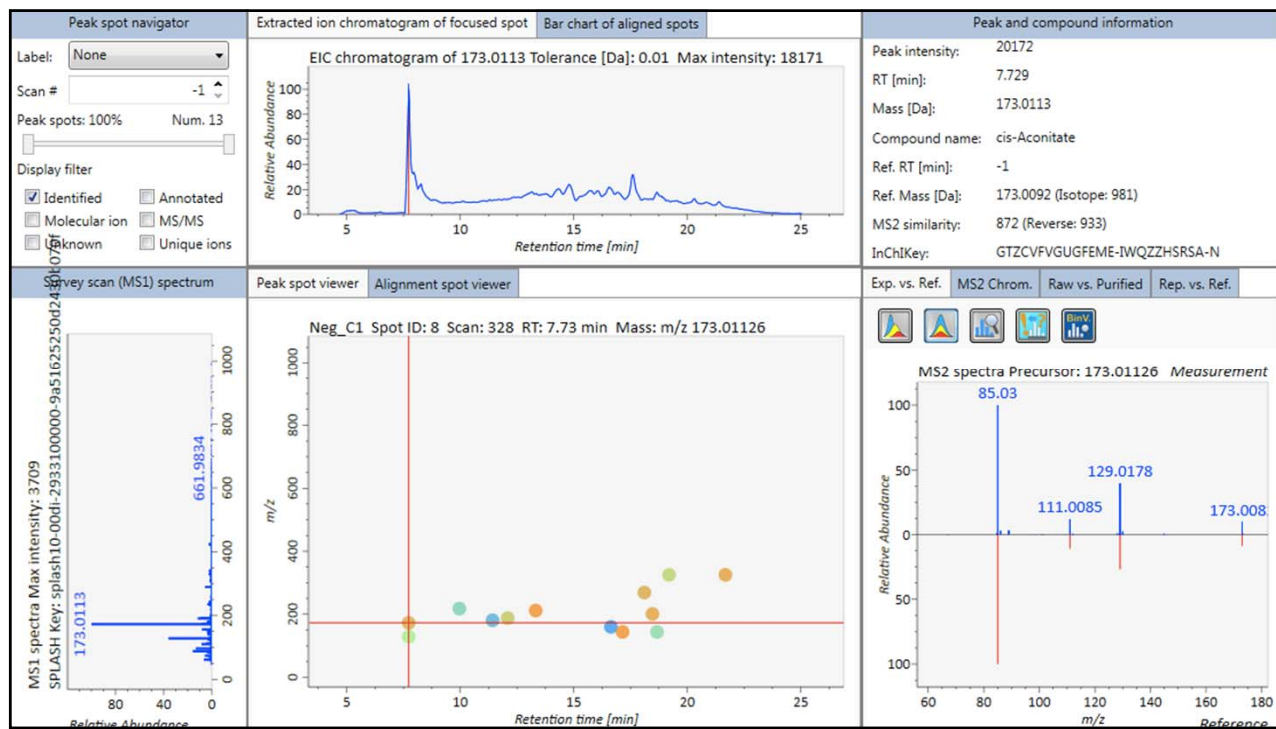 Peak spot navigator
Label: None
Scan # -1
Peak spots: 100% Num. 13
Display filter
Identified Annotated
Molecular ion MS/MS
Unknown Unique ions
Extracted ion chromatogram of focused spot Bar chart of aligned spots
EIC chromatogram of 173.0113 Tolerance [Da]: 0.01 Max intensity: 18171
Relative Abundance
100
80
60
40
20
0
5 10 15 20 25
Retention time [min]
Peak and compound information
Peak intensity: 20172
RT [min]: 7.729
Mass [Da]: 173.0113
Compound name: cis-Aconitate
Ref. RT [min]: -1
Ref. Mass [Da]: 173.0092 (Isotope: 981)
MS2 similarity: 872 (Reverse: 933)
InChIKey: GTZCVFVGUGFEME-IWQZZHSRSA-N
Survey scan (MS1) spectrum
MS1 spectra Max intensity: 3709
173.0113
661.9834
1000
800
600
400
200
0
80 40 0
Relative Abundance
Peak spot viewer Alignment spot viewer
Neg_C1 Spot ID: 8 Scan: 328 RT: 7.73 min Mass: m/z 173.01126
m/z
1000
800
600
400
200
0
5 10 15 20 25
Retention time [min]
Exp. vs. Ref. MS2 Chrom. Raw vs. Purified Rep. vs. Ref.
BinV.
MS2 spectra Precursor: 173.01126 Measurement
Relative Abundance
100
50
0
50
100
85.03
129.0178
111.0085
173.008
60 80 100 120 140 160 180
m/z
Reference